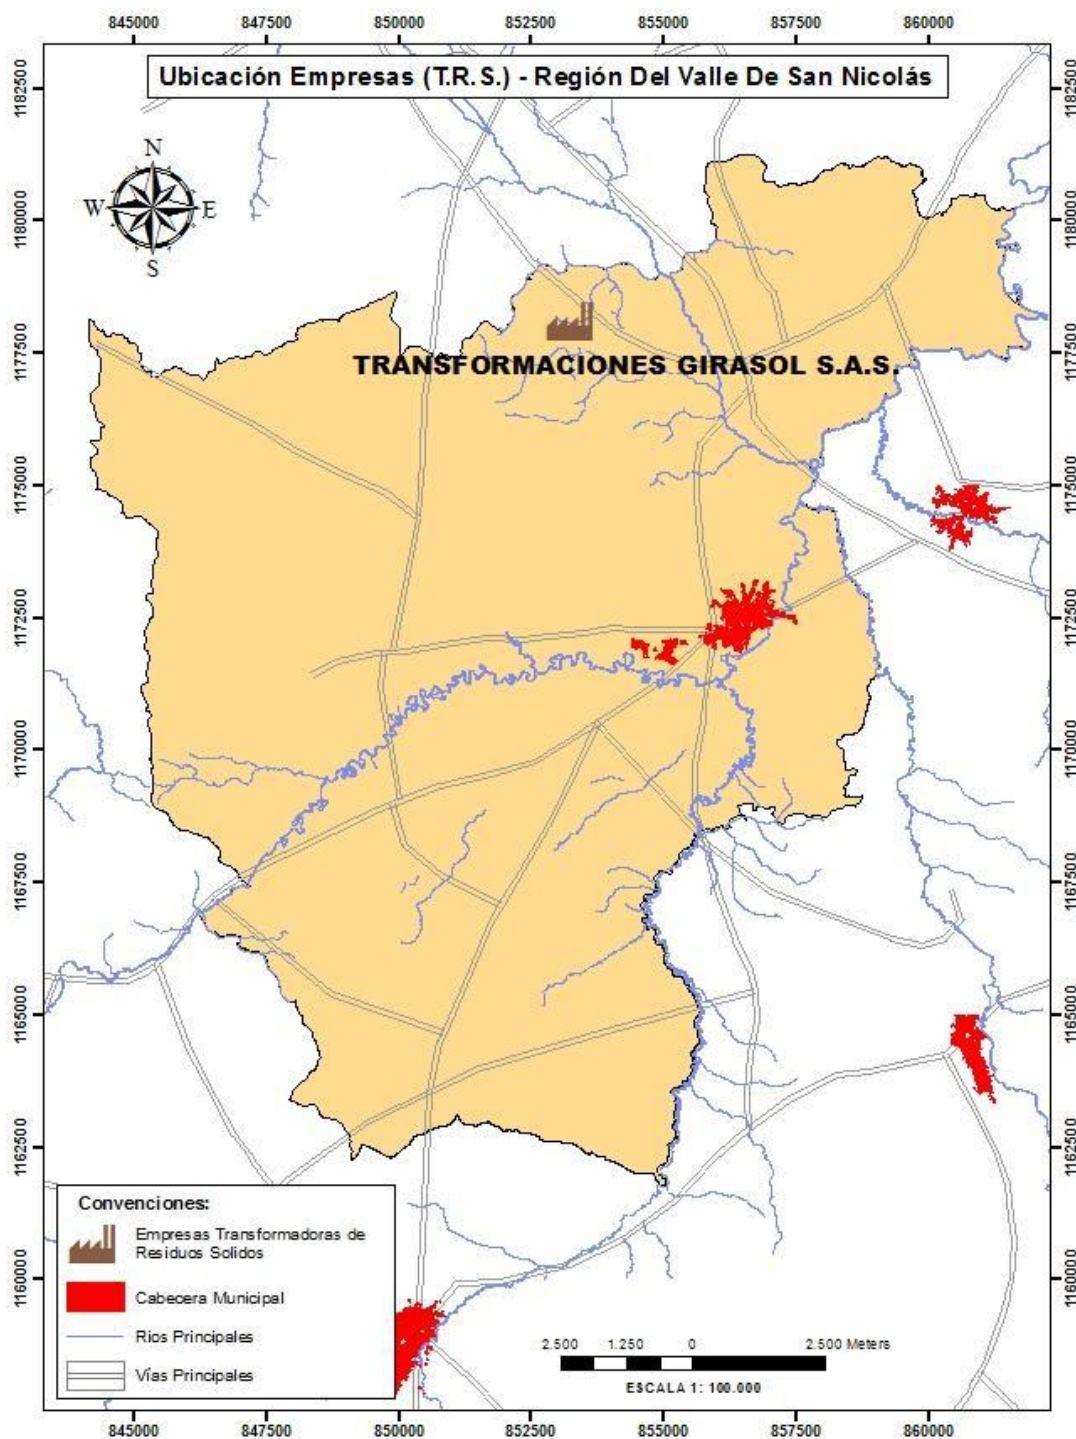 845000 847500 850000 852500 855000 857500 860000
Ubicación Empresas (T.R.S.) - Región Del Valle De San Nicolás
N
W E
S
1182500 1182500
1180000 1180000
1177500 1177500
TRANSFORMACIONES GIRASOL S.A.S.
1175000 1175000
1172500 1172500
1170000 1170000
1167500 1167500
1165000 1165000
1162500 1162500
1160000 1160000
Convenciones:
Empresas Transformadoras de
Residuos Solidos
Cabecera Municipal
Rios Principales
Vías Principales
2.500 1.250 0 2.500 Meters
ESCALA 1: 100.000
845000 847500 850000 852500 855000 857500 860000